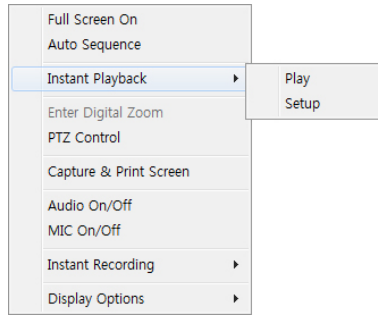 Full Screen On
Auto Sequence
Instant Playback
Play
Setup
Enter Digital Zoom
PTZ Control
Capture & Print Screen
Audio On/Off
MIC On/Off
Instant Recording
Display Options